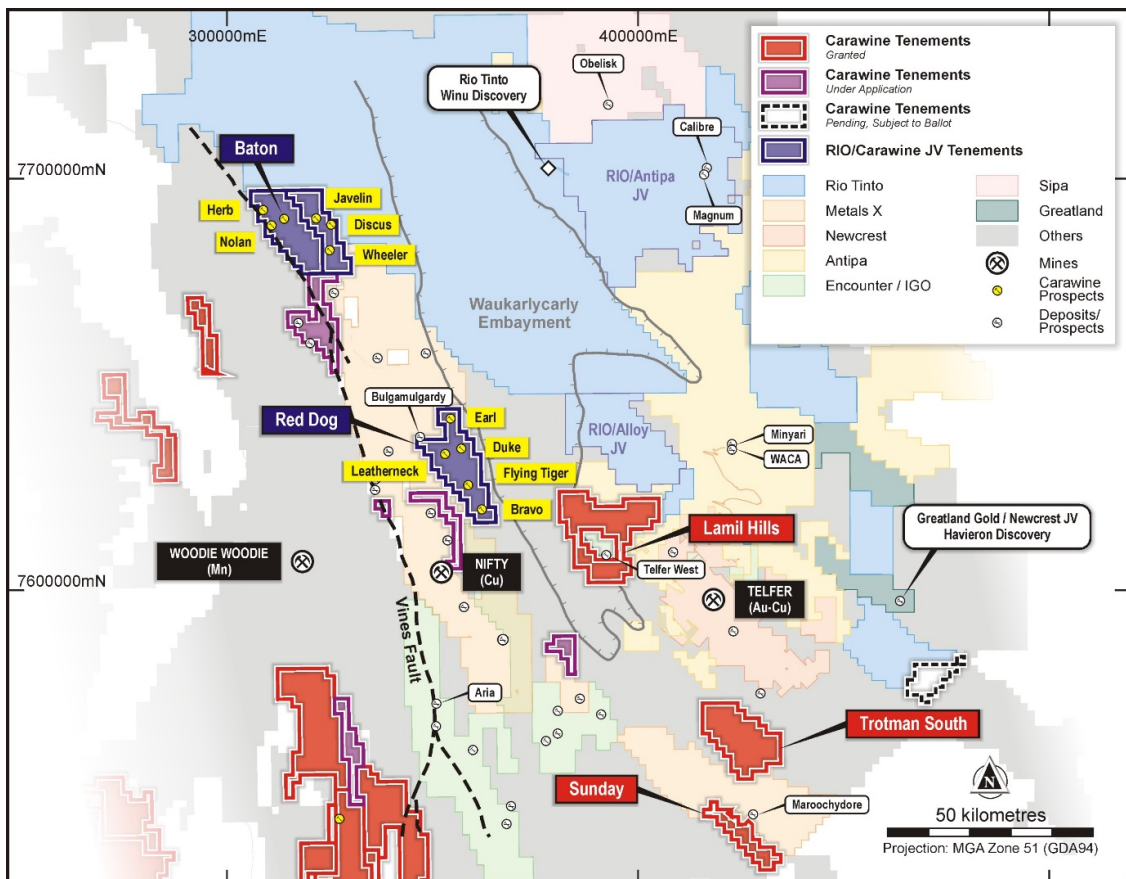 300000mE
400000mE
7700000mN
7600000mN
Carawine Tenements
Granted
Carawine Tenements
Under Application
Carawine Tenements
Pending, Subject to Ballot
RIO/Carawine JV Tenements
Rio Tinto
Metals X
Newcrest
Antipa
Encounter / IGO
Sipa
Greatland
Others
Mines
Carawine
Prospects
Deposits/
Prospects
Obelisk
Rio Tinto
Winu Discovery
Calibre
RIO/Antipa
JV
Magnum
Baton
Herb
Nolan
Javelin
Discus
Wheeler
Waukarlycarly
Embayment
Bulgamulgardy
Red Dog
Earl
Duke
Leatherneck
Flying Tiger
Bravo
RIO/Alloy
JV
Minyari
WACA
Lamil Hills
Telfer West
Greatland Gold / Newcrest JV
Havieron Discovery
WOODIE WOODIE
(Mn)
NIFTY
(Cu)
TELFER
(Au-Cu)
Vines Fault
Aria
Trotman South
Sunday
Maroochydore
N
50 kilometres
Projection: MGA Zone 51 (GDA94)